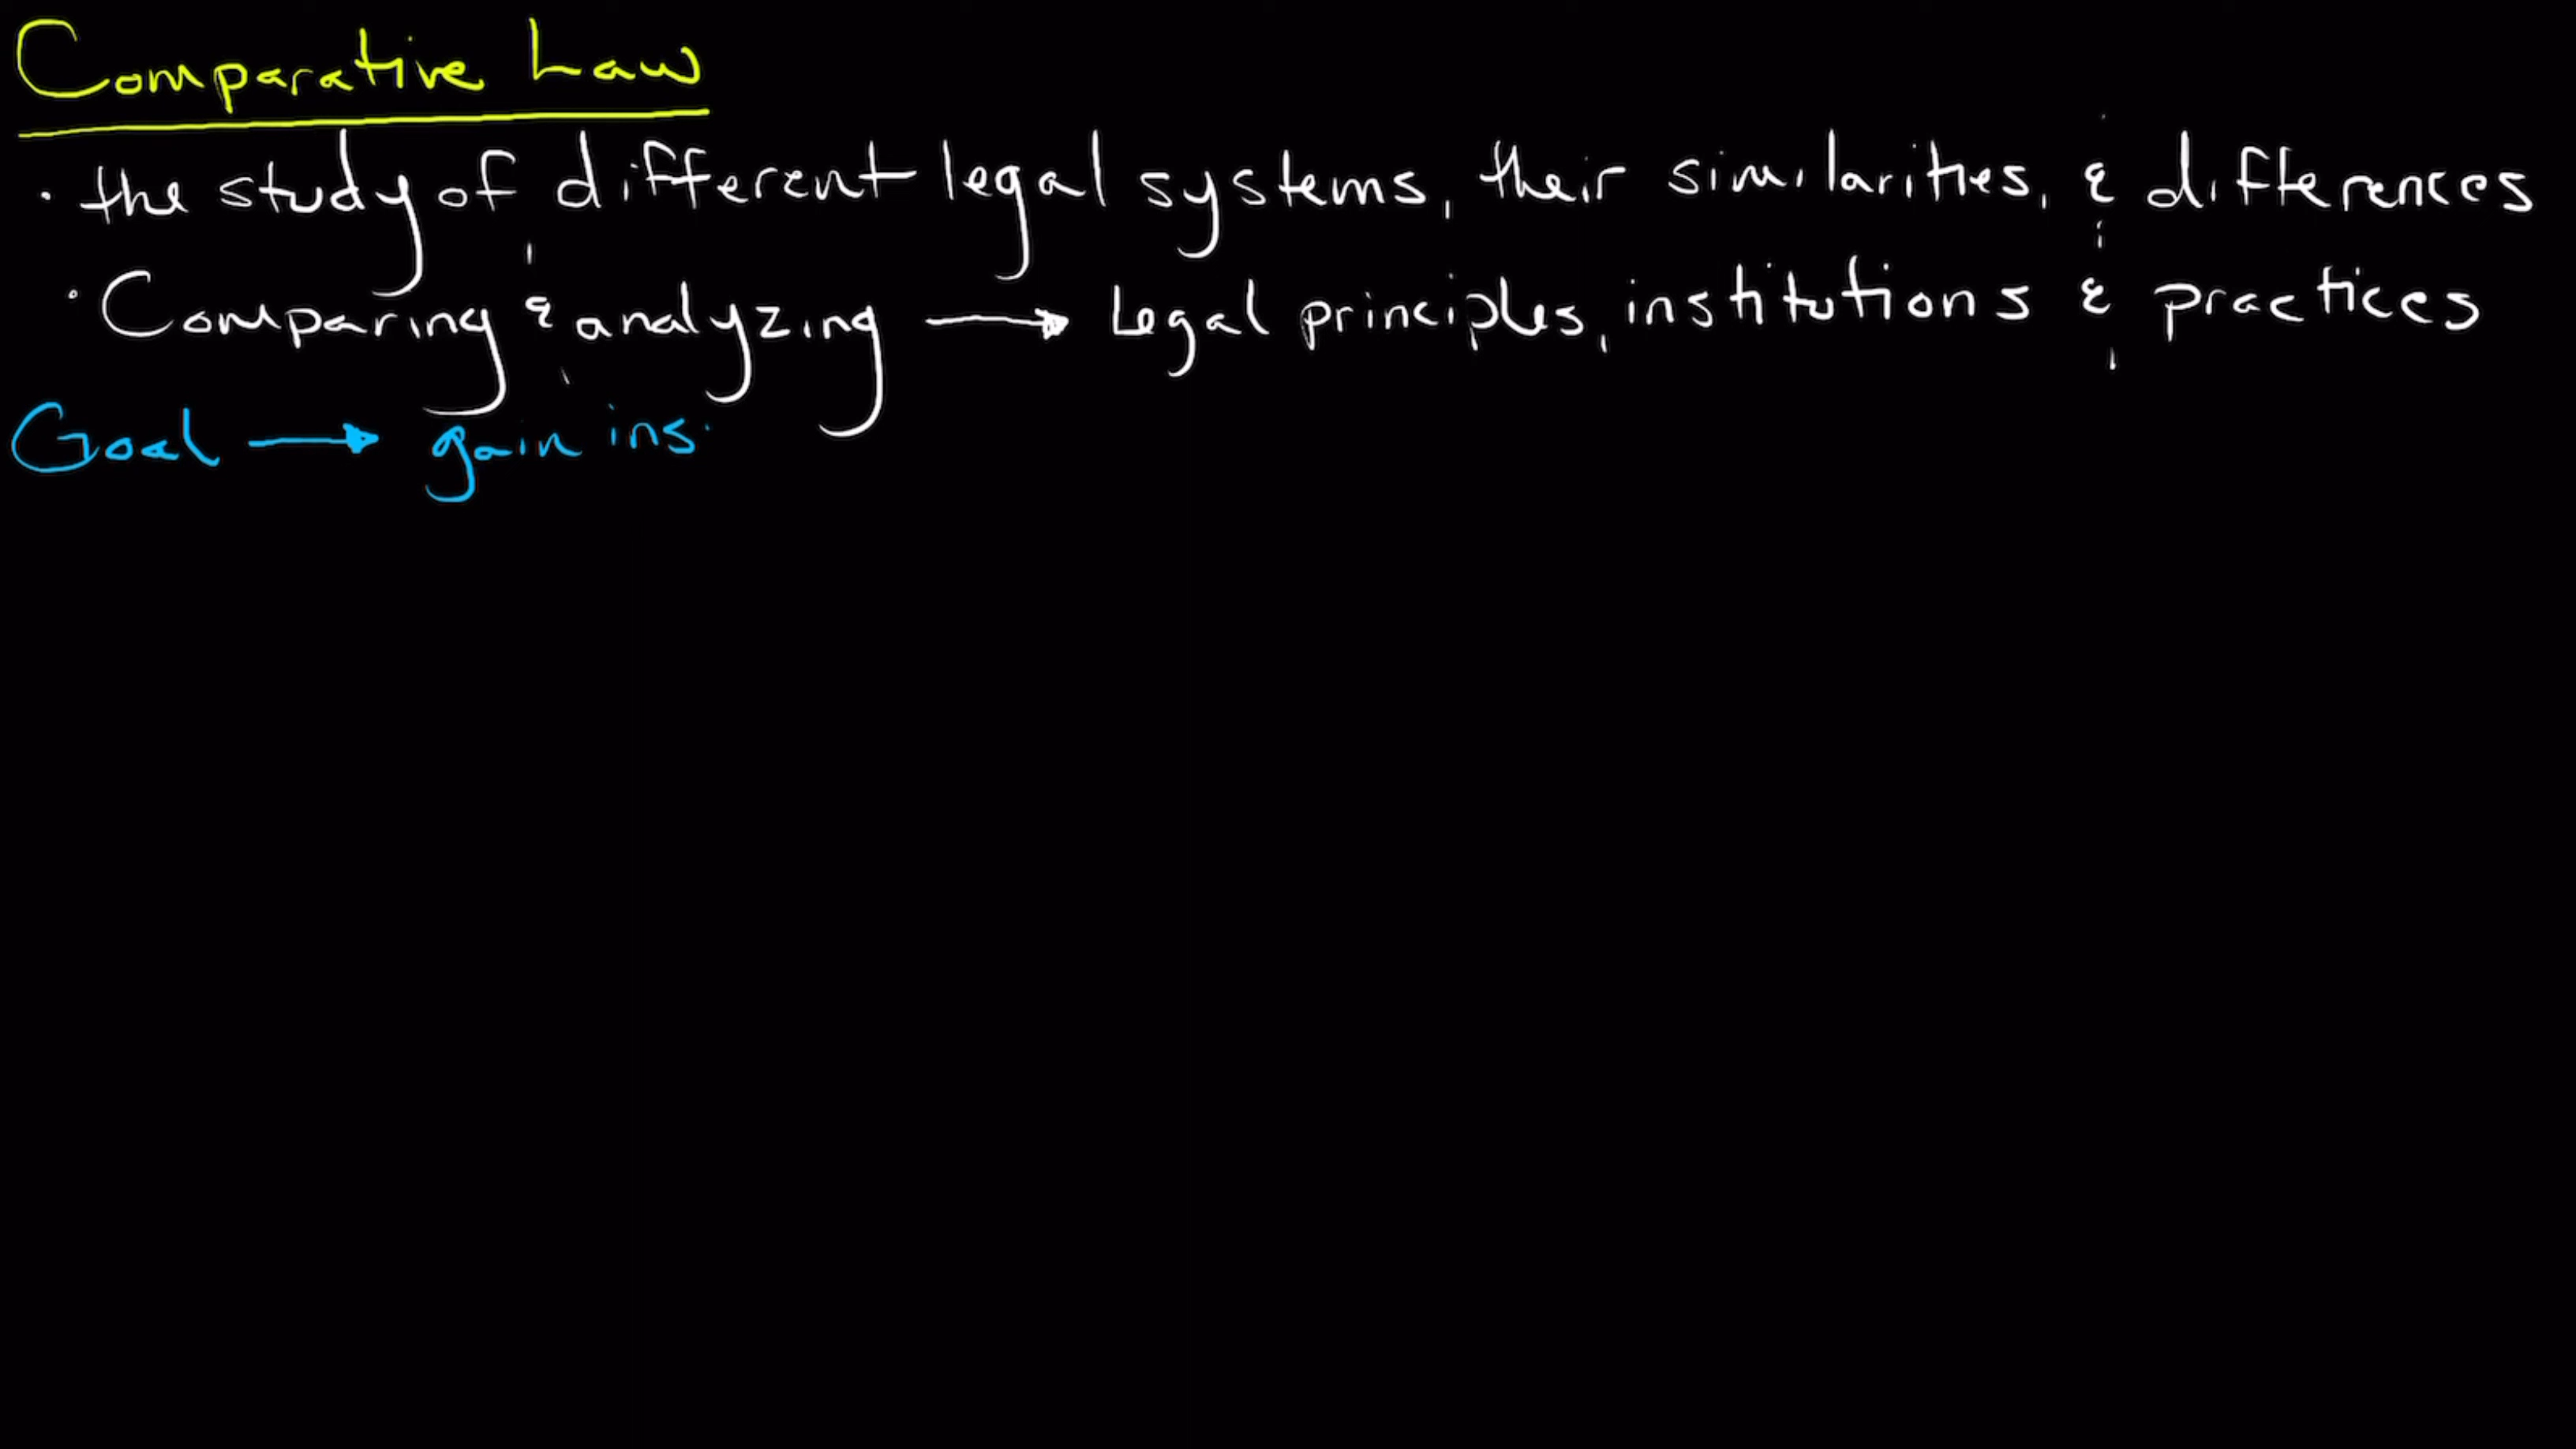 Comparative Law
· the study of different legal systems, their similarities, & differences
· Comparing & analyzing → Legal principles, institutions & practices
Goal → gain ins